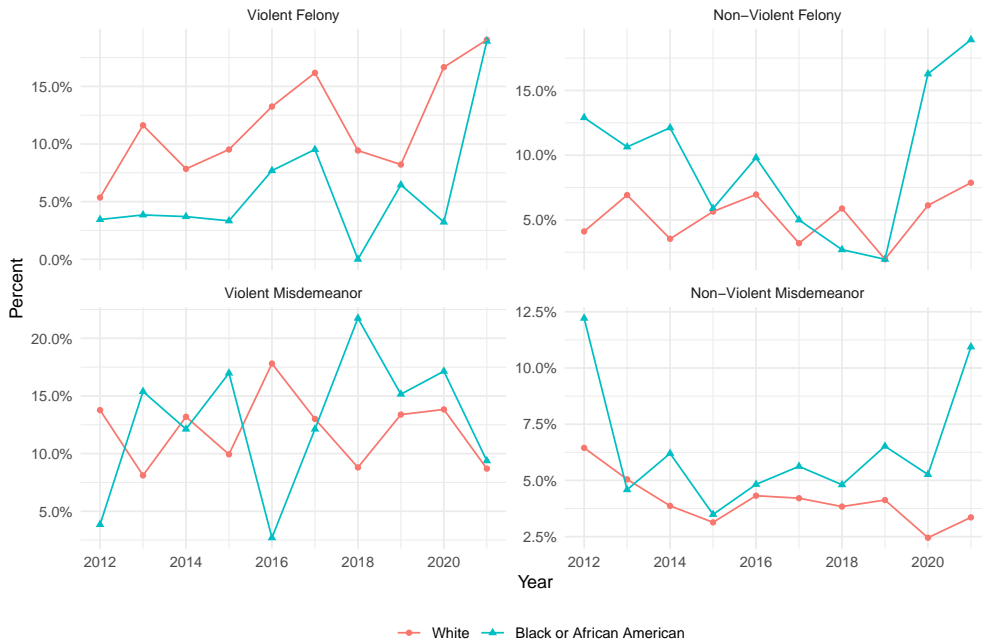 Violent Felony
Non−Violent Felony
15.0%
10.0%
5.0%
0.0%
15.0%
10.0%
5.0%
Percent
Violent Misdemeanor
Non−Violent Misdemeanor
20.0%
15.0%
10.0%
5.0%
12.5%
10.0%
7.5%
5.0%
2.5%
2012 2014 2016 2018 2020
2012 2014 2016 2018 2020
Year
White Black or African American